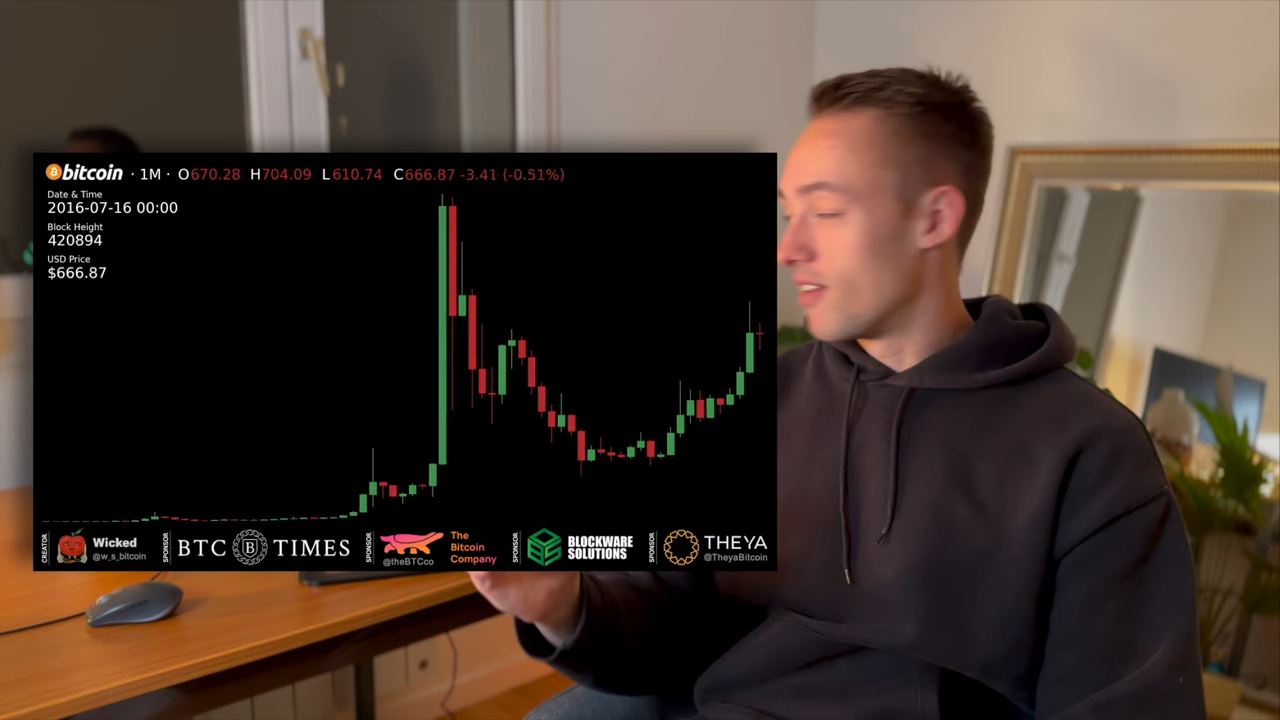 bitcoin · 1M · O670.28 H704.09 L610.74 C666.87 -3.41 (-0.51%)
Date & Time
2016-07-16 00:00
Block Height
420894
USD Price
$666.87
CREATOR
Wicked
@w_s_bitcoin
SPONSOR
BTC B TIMES
SPONSOR
The
Bitcoin
Company
@theBTCco
SPONSOR
BLOCKWARE
SOLUTIONS
SPONSOR
THEYA
@TheyaBitcoin